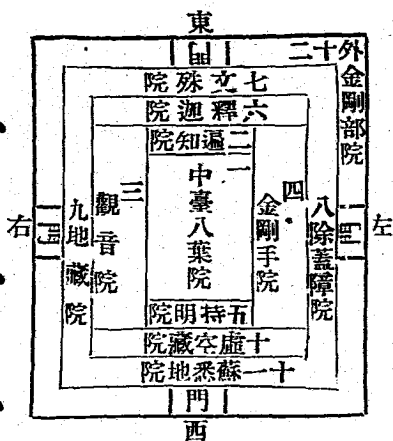 東
門
十二
外金剛部院
七文殊院
六釋迦院
二遍知院
一
中臺八葉院
左
門
八除蓋障院
四
金剛手院
三
觀音院
九地藏院
門
右
五持明院
十虛空藏院
十一蘇悉地院
門
西